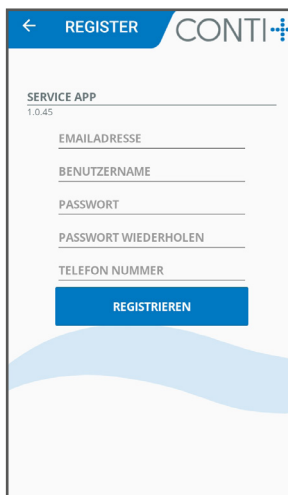 ← REGISTER CONTI+
SERVICE APP
1.0.45
EMAILADRESSE
BENUTZERNAME
PASSWORT
PASSWORT WIEDERHOLEN
TELEFON NUMMER
REGISTRIEREN